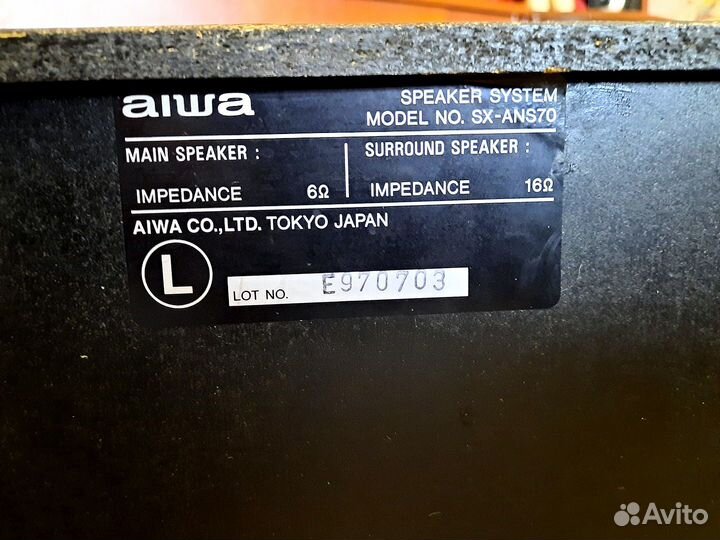 aiwa
SPEAKER SYSTEM
MODEL NO. SX-ANS70
MAIN SPEAKER :
IMPEDANCE 6Ω
SURROUND SPEAKER :
IMPEDANCE 16Ω
AIWA CO.,LTD. TOKYO JAPAN
L
LOT NO. E970703
Avito